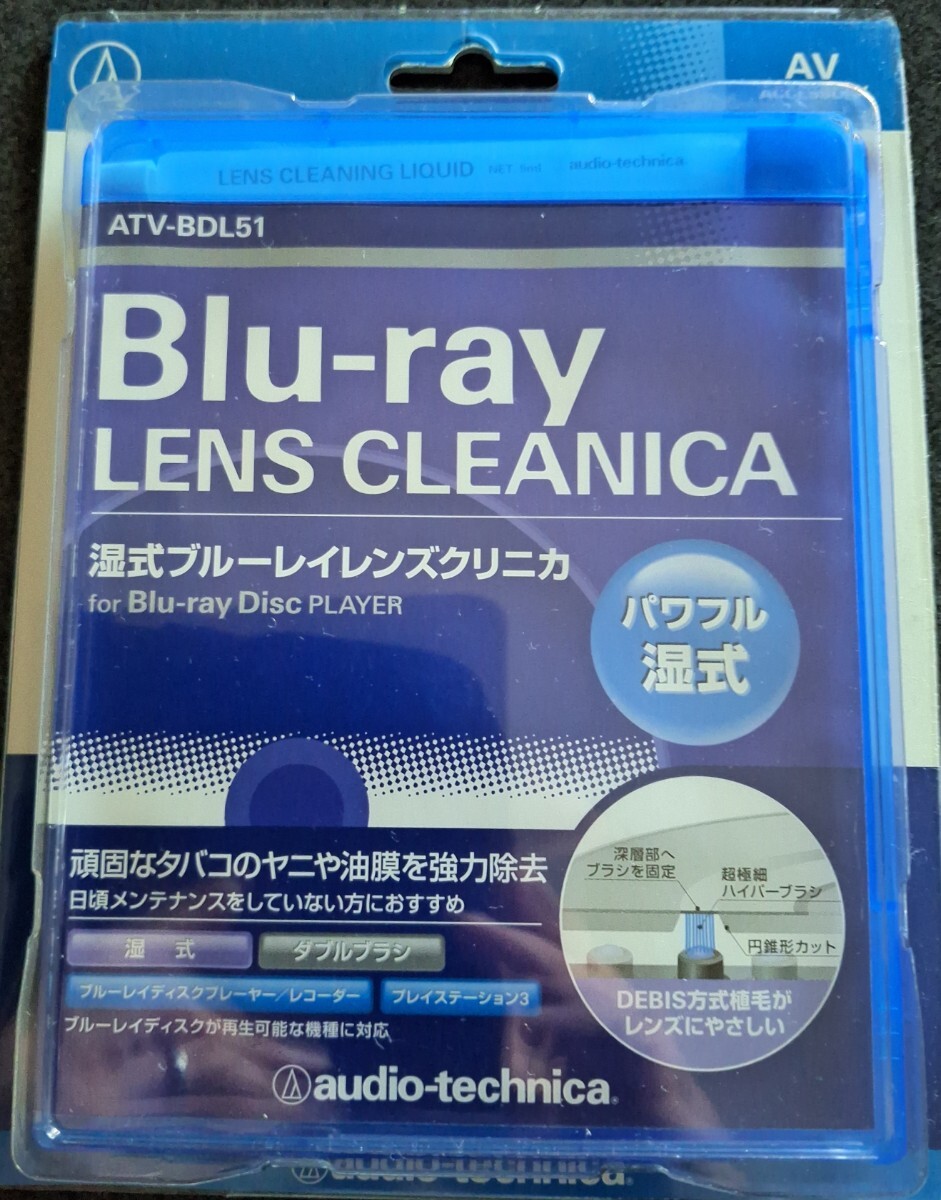 AV
LENS CLEANING LIQUID NET 5ml audio-technica
ATV-BDL51
Blu-ray
LENS CLEANICA
湿式ブルーレイレンズクリニカ
for Blu-ray Disc PLAYER
パワフル
湿式
頑固なタバコのヤニや油膜を強力除去
日頃メンテナンスをしていない方におすすめ
湿 式 ダブルブラシ
ブルーレイディスクプレーヤー/レコーダー プレイステーション3
ブルーレイディスクが再生可能な機種に対応
深層部へ
ブラシを固定
超極細
ハイパーブラシ
円錐形カット
DEBIS方式植毛が
レンズにやさしい
audio-technica®
audio-technica®